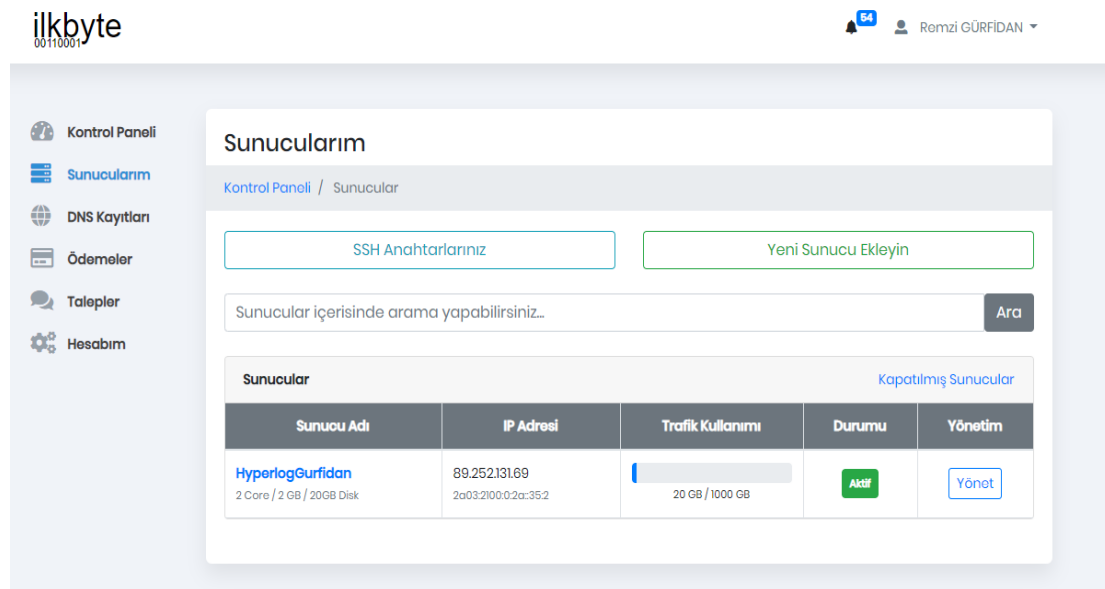 ilkbyte
00110001
54
Remzi GÜRFİDAN
Kontrol Paneli
Sunucularım
DNS Kayıtları
Ödemeler
Talepler
Hesabım
Sunucularım
Kontrol Paneli / Sunucular
SSH Anahtarlarınız
Yeni Sunucu Ekleyin
Sunucular içerisinde arama yapabilirsiniz...
Ara
Sunucular
Kapatılmış Sunucular
Sunucu Adı IP Adresi Trafik Kullanımı Durumu Yönetim
HyperlogGurfidan 89.252.131.69
2 Core / 2 GB / 20GB Disk 2a03:2100:0:2a::35:2 20 GB / 1000 GB Aktif Yönet